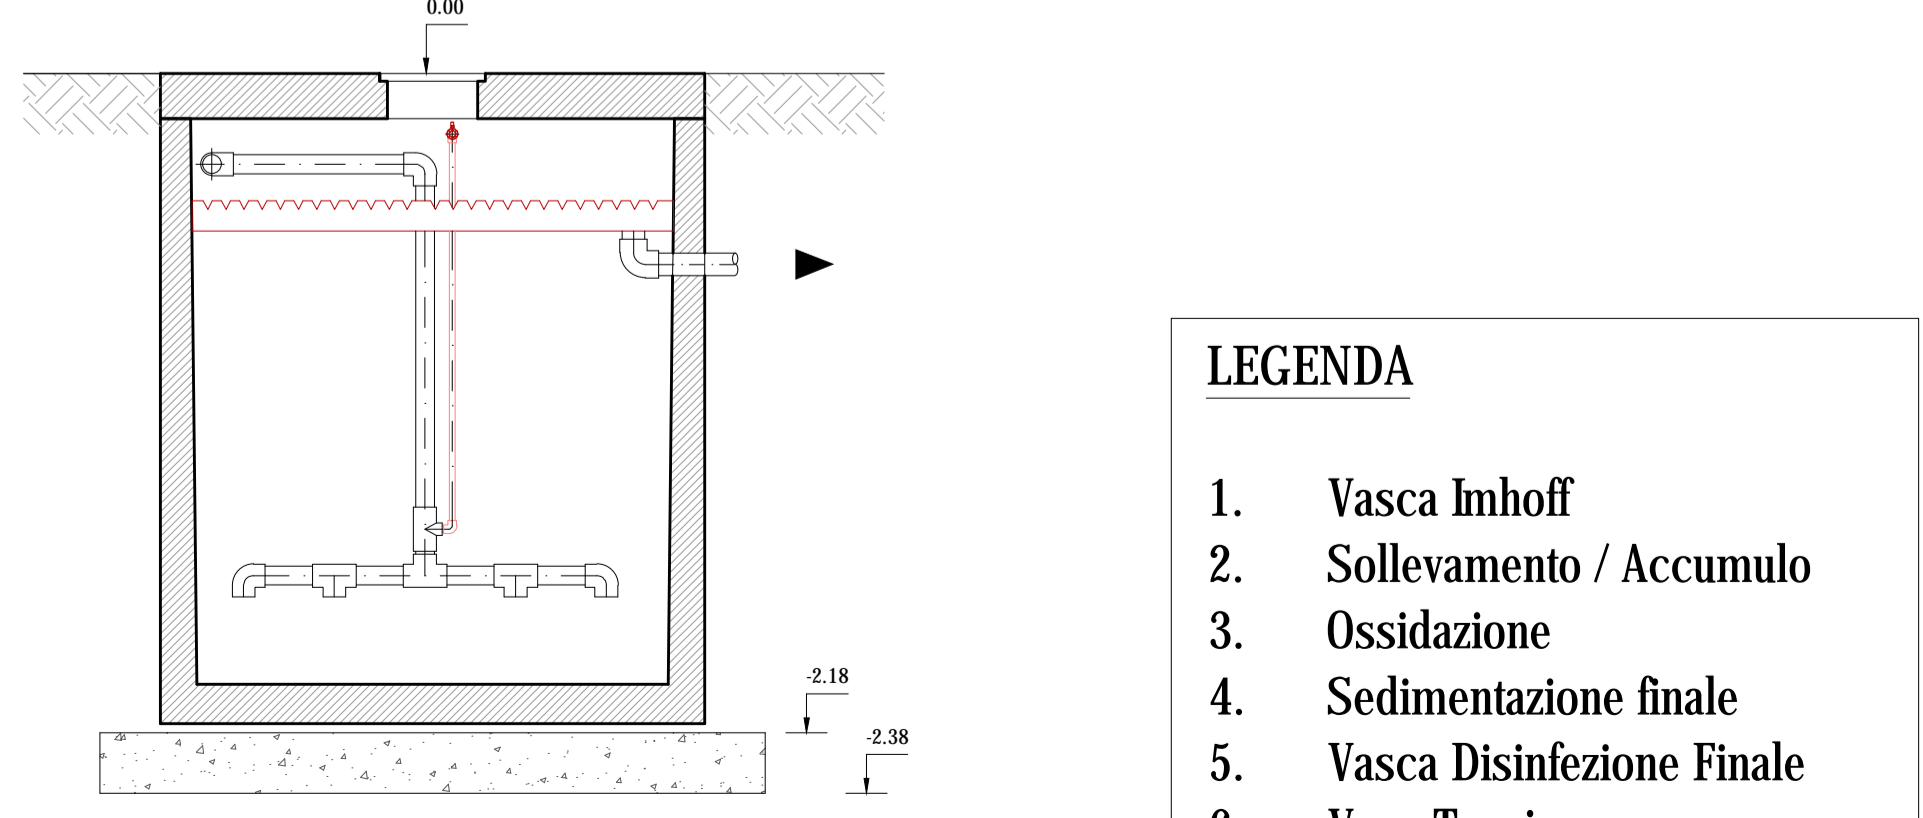 0.00
-2.18
-2.38
LEGENDA
1. Vasca Imhoff
2. Sollevamento / Accumulo
3. Ossidazione
4. Sedimentazione finale
5. Vasca Disinfezione Finale